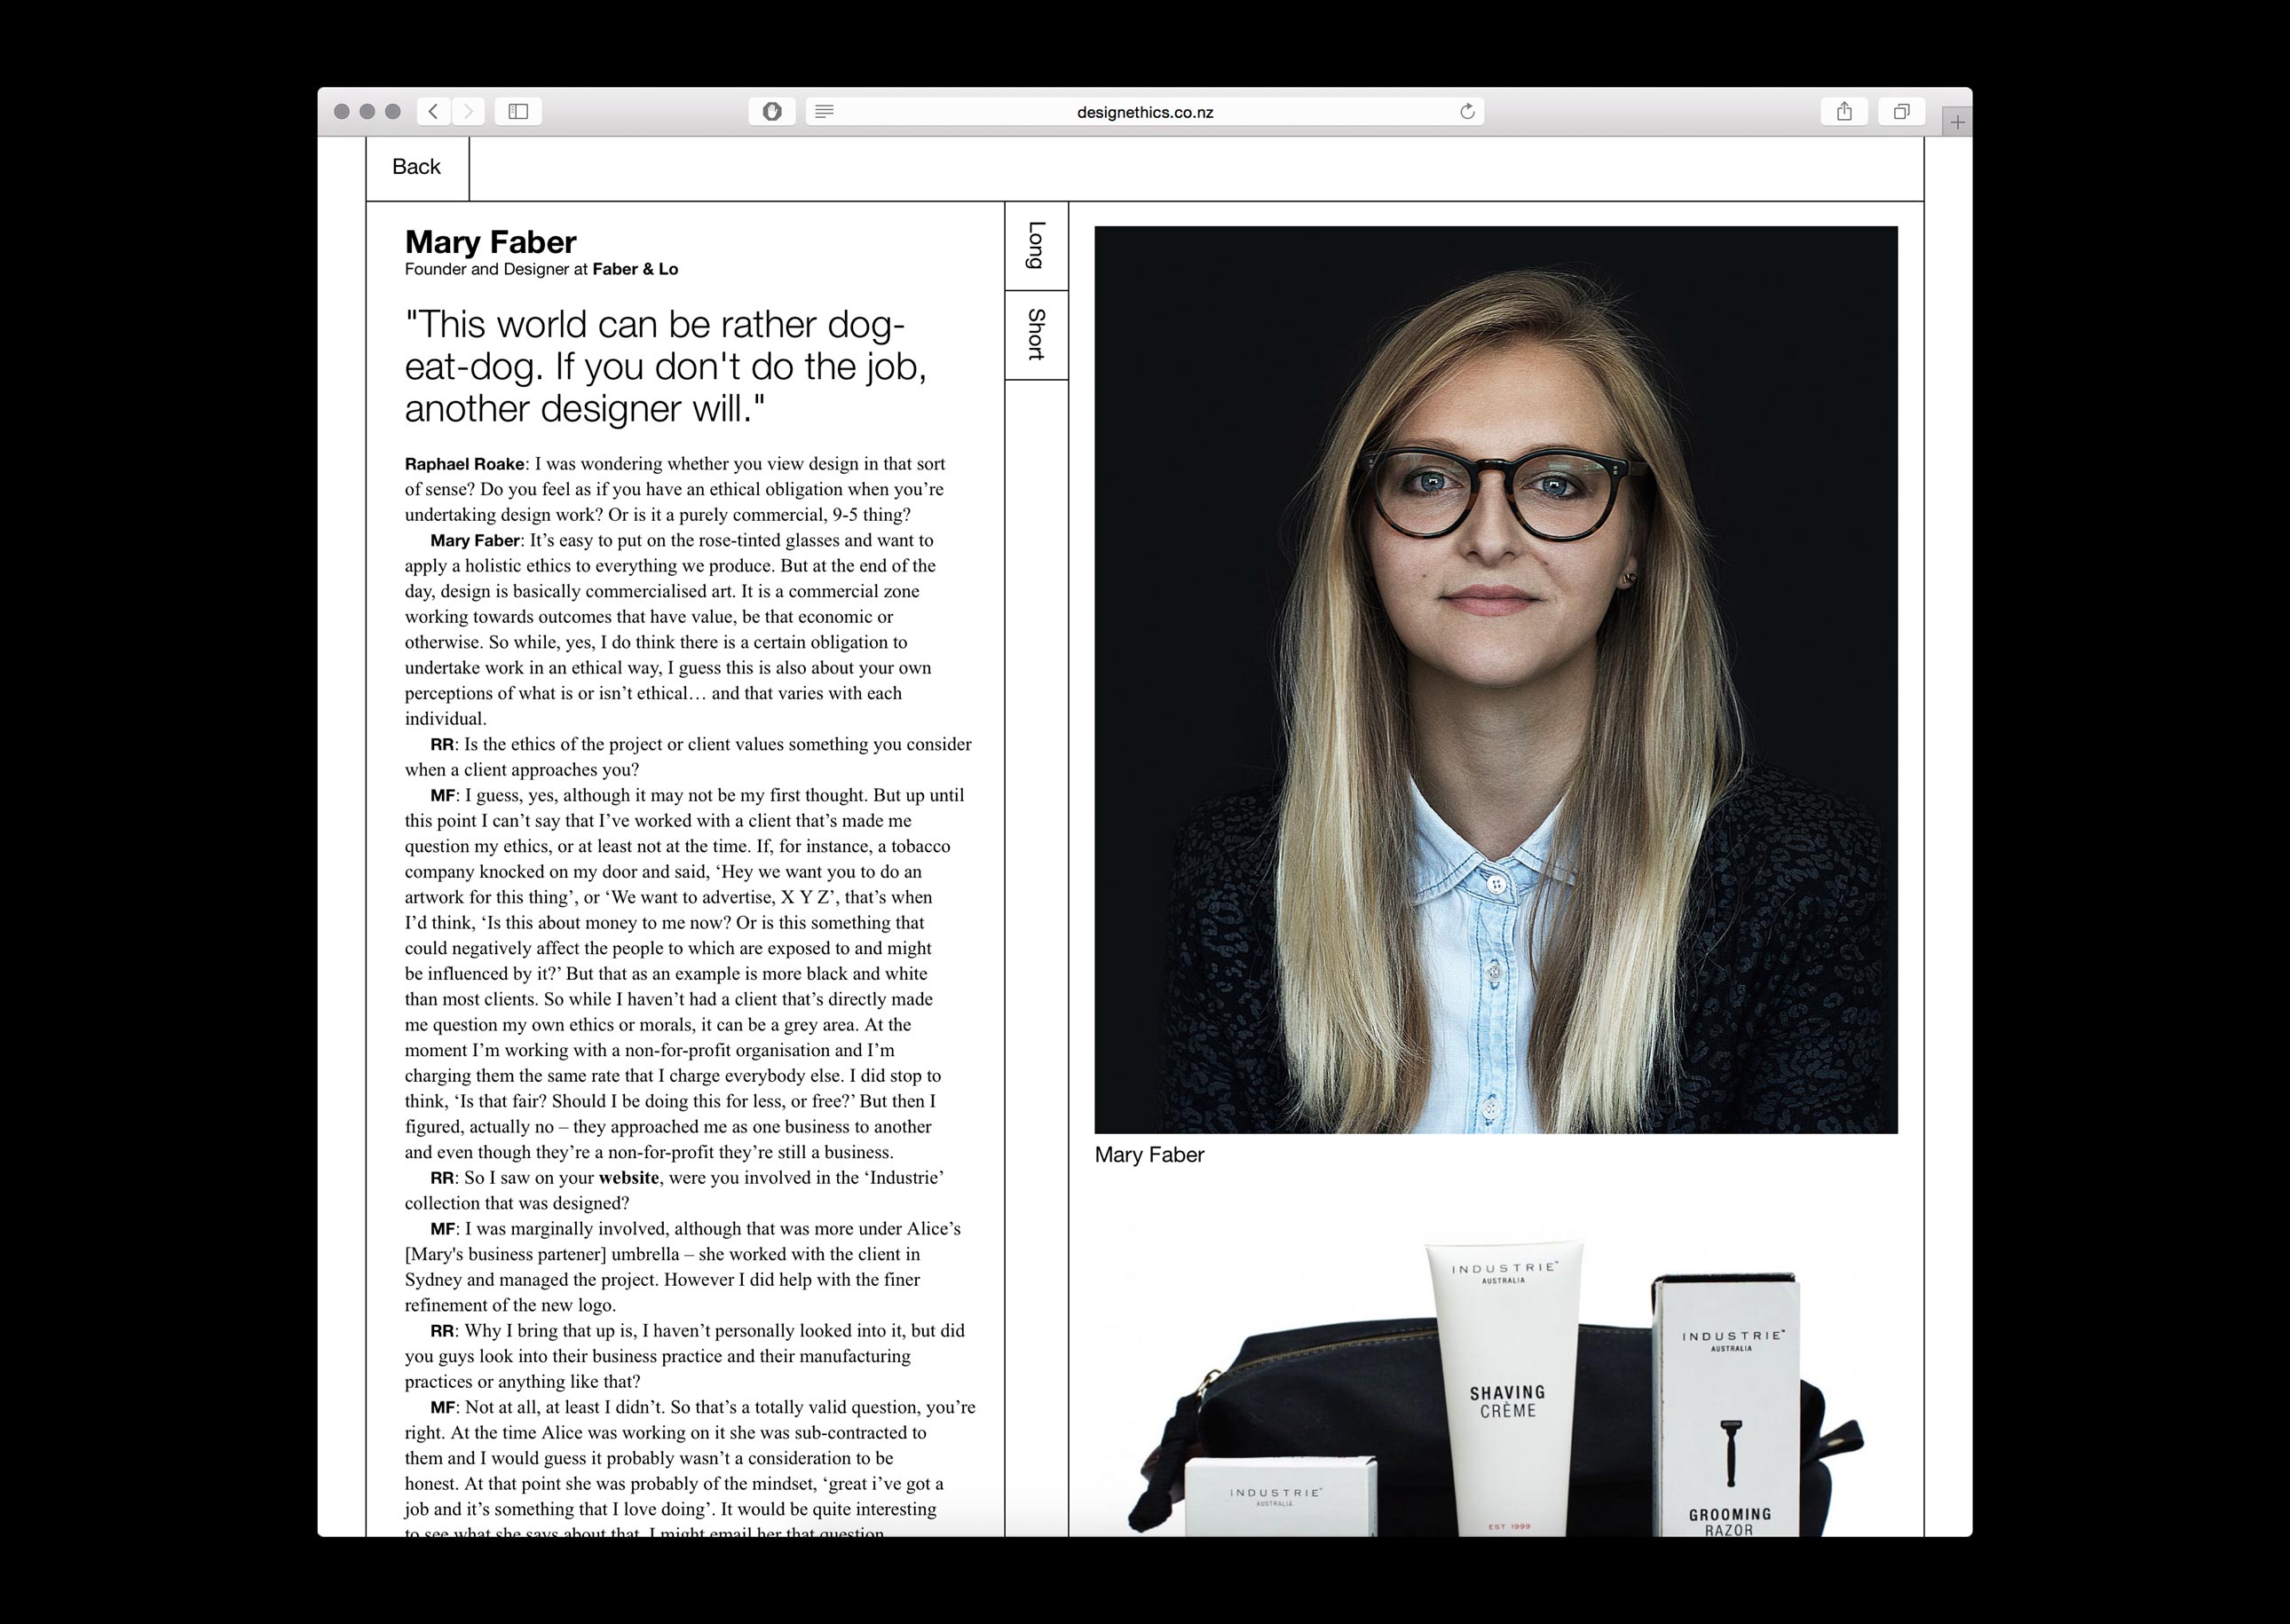 designethics.co.nz
Back
Mary Faber
Founder and Designer at Faber & Lo
"This world can be rather dog-
eat-dog. If you don't do the job,
another designer will."
Raphael Roake: I was wondering whether you view design in that sort
of sense? Do you feel as if you have an ethical obligation when you’re
undertaking design work? Or is it a purely commercial, 9-5 thing?
Mary Faber: It’s easy to put on the rose-tinted glasses and want to
apply a holistic ethics to everything we produce. But at the end of the
day, design is basically commercialised art. It is a commercial zone
working towards outcomes that have value, be that economic or
otherwise. So while, yes, I do think there is a certain obligation to
undertake work in an ethical way, I guess this is also about your own
perceptions of what is or isn’t ethical… and that varies with each
individual.
RR: Is the ethics of the project or client values something you consider
when a client approaches you?
MF: I guess, yes, although it may not be my first thought. But up until
this point I can’t say that I’ve worked with a client that’s made me
question my ethics, or at least not at the time. If, for instance, a tobacco
company knocked on my door and said, ‘Hey we want you to do an
artwork for this thing’, or ‘We want to advertise, X Y Z’, that’s when
I’d think, ‘Is this about money to me now? Or is this something that
could negatively affect the people to which are exposed to and might
be influenced by it?’ But that as an example is more black and white
than most clients. So while I haven’t had a client that’s directly made
me question my own ethics or morals, it can be a grey area. At the
moment I’m working with a non-for-profit organisation and I’m
charging them the same rate that I charge everybody else. I did stop to
think, ‘Is that fair? Should I be doing this for less, or free?’ But then I
figured, actually no – they approached me as one business to another
and even though they’re a non-for-profit they’re still a business.
RR: So I saw on your website, were you involved in the ‘Industrie’
collection that was designed?
MF: I was marginally involved, although that was more under Alice’s
[Mary's business partener] umbrella – she worked with the client in
Sydney and managed the project. However I did help with the finer
refinement of the new logo.
RR: Why I bring that up is, I haven’t personally looked into it, but did
you guys look into their business practice and their manufacturing
practices or anything like that?
MF: Not at all, at least I didn’t. So that’s a totally valid question, you’re
right. At the time Alice was working on it she was sub-contracted to
them and I would guess it probably wasn’t a consideration to be
honest. At that point she was probably of the mindset, ‘great i’ve got a
job and it’s something that I love doing’. It would be quite interesting
to see what she says about that. I might email her that question
Long
Short
Mary Faber
INDUSTRIE™
AUSTRALIA
SHAVING
CRÈME
EST 1999
INDUSTRIE™
AUSTRALIA
GROOMING
RAZOR
INDUSTRIE™
AUSTRALIA